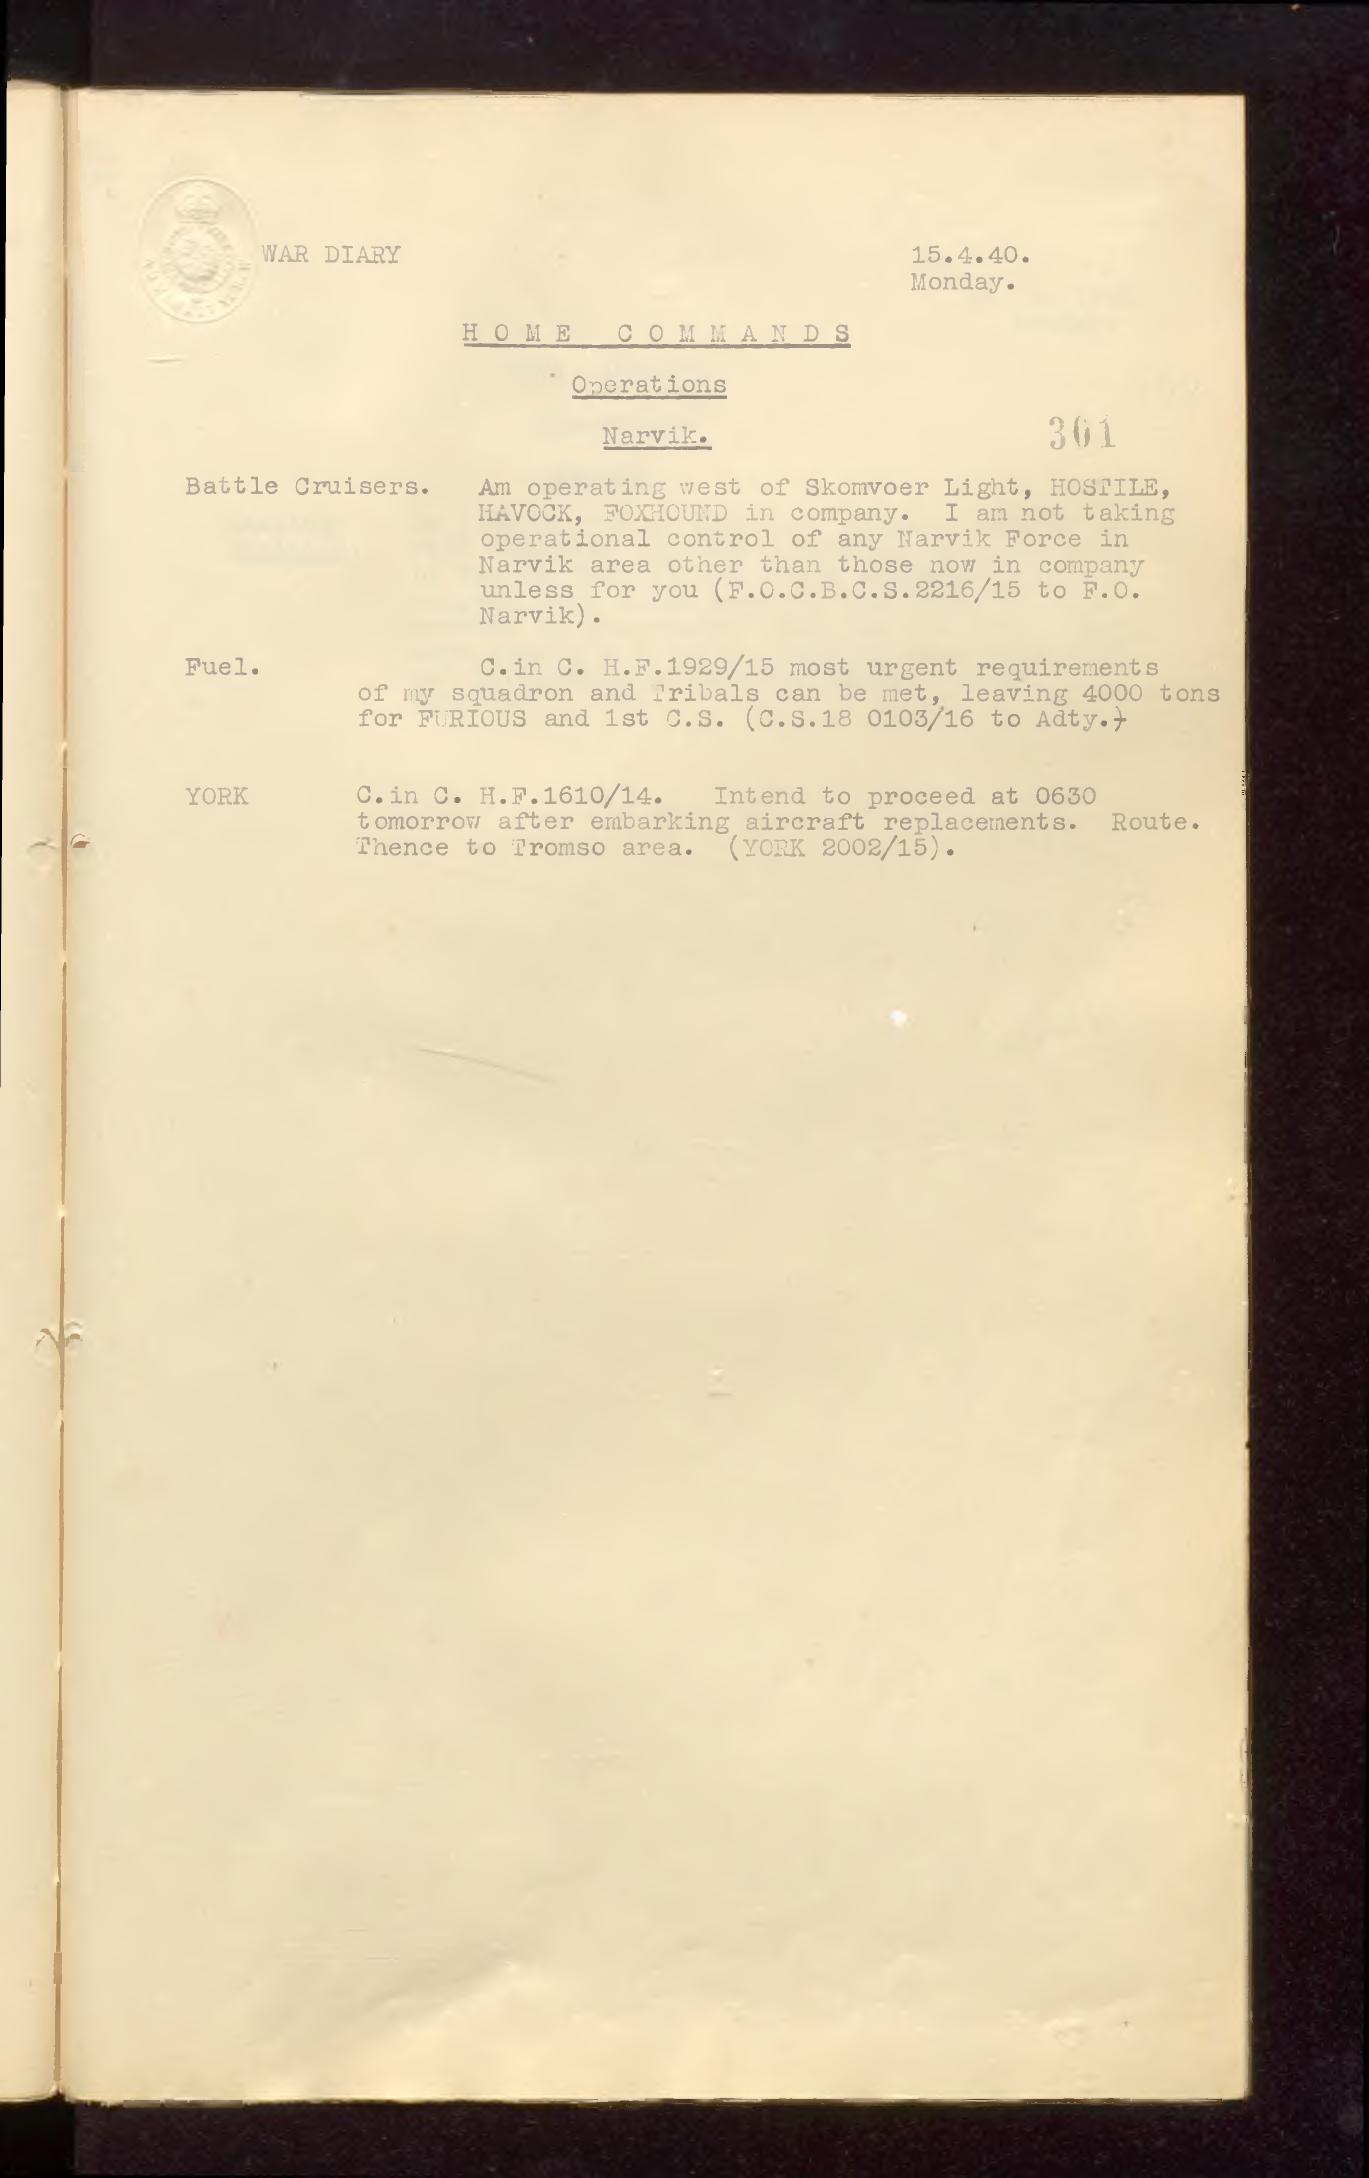 WAR DIARY 15.4.40.
Monday.
HOME COMMANDS
Operations
Narvik.
301
Battle Cruisers. Am operating west of Skomvoer Light, HOSTILE,
HAVOCK, FOXHOUND in company. I am not taking
operational control of any Narvik Force in
Narvik area other than those now in company
unless for you (F.O.C.B.C.S.2216/15 to F.O.
Narvik).
Fuel. C.in C. H.F.1929/15 most urgent requirements
of my squadron and Tribals can be met, leaving 4000 tons
for FURIOUS and 1st C.S. (C.S.18 0103/16 to Adty.)
YORK C.in C. H.F.1610/14. Intend to proceed at 0630
tomorrow after embarking aircraft replacements. Route.
Thence to Tromso area. (YORK 2002/15).